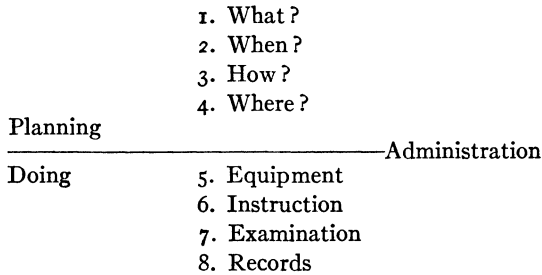 1. What?
2. When?
3. How?
4. Where?
Planning
Administration
Doing 5. Equipment
6. Instruction
7. Examination
8. Records